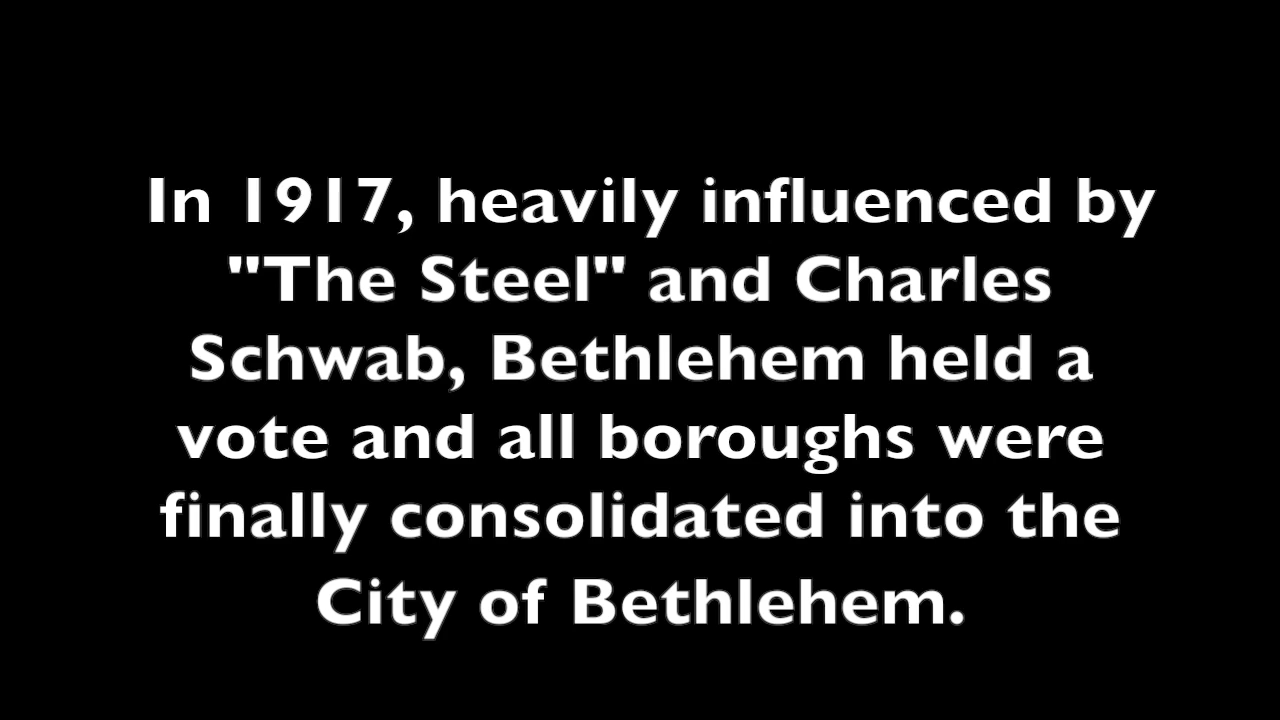 In 1917, heavily influenced by
"The Steel" and Charles
Schwab, Bethlehem held a
vote and all boroughs were
finally consolidated into the
City of Bethlehem.